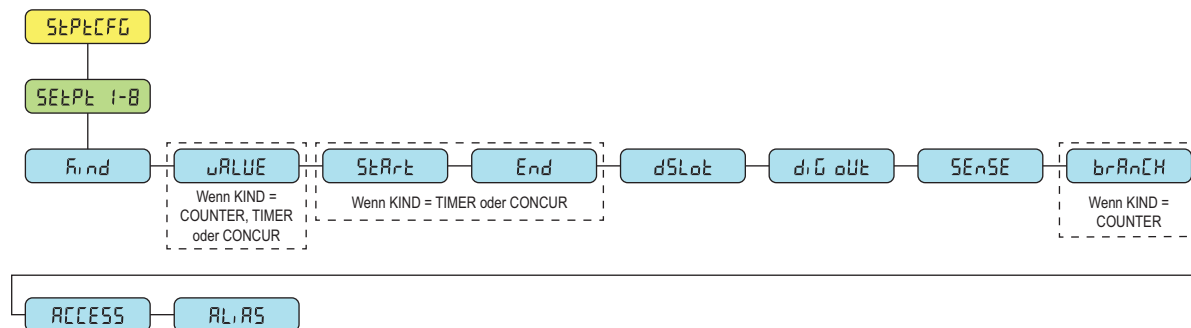 StPtCFG
SEtPt 1-8
Kind
vALUE
StArt
End
dSLot
diG oUt
SEnSE
brAnCH
Wenn KIND =
COUNTER, TIMER
oder CONCUR
Wenn KIND = TIMER oder CONCUR
Wenn KIND =
COUNTER
ACCESS
ALiAS